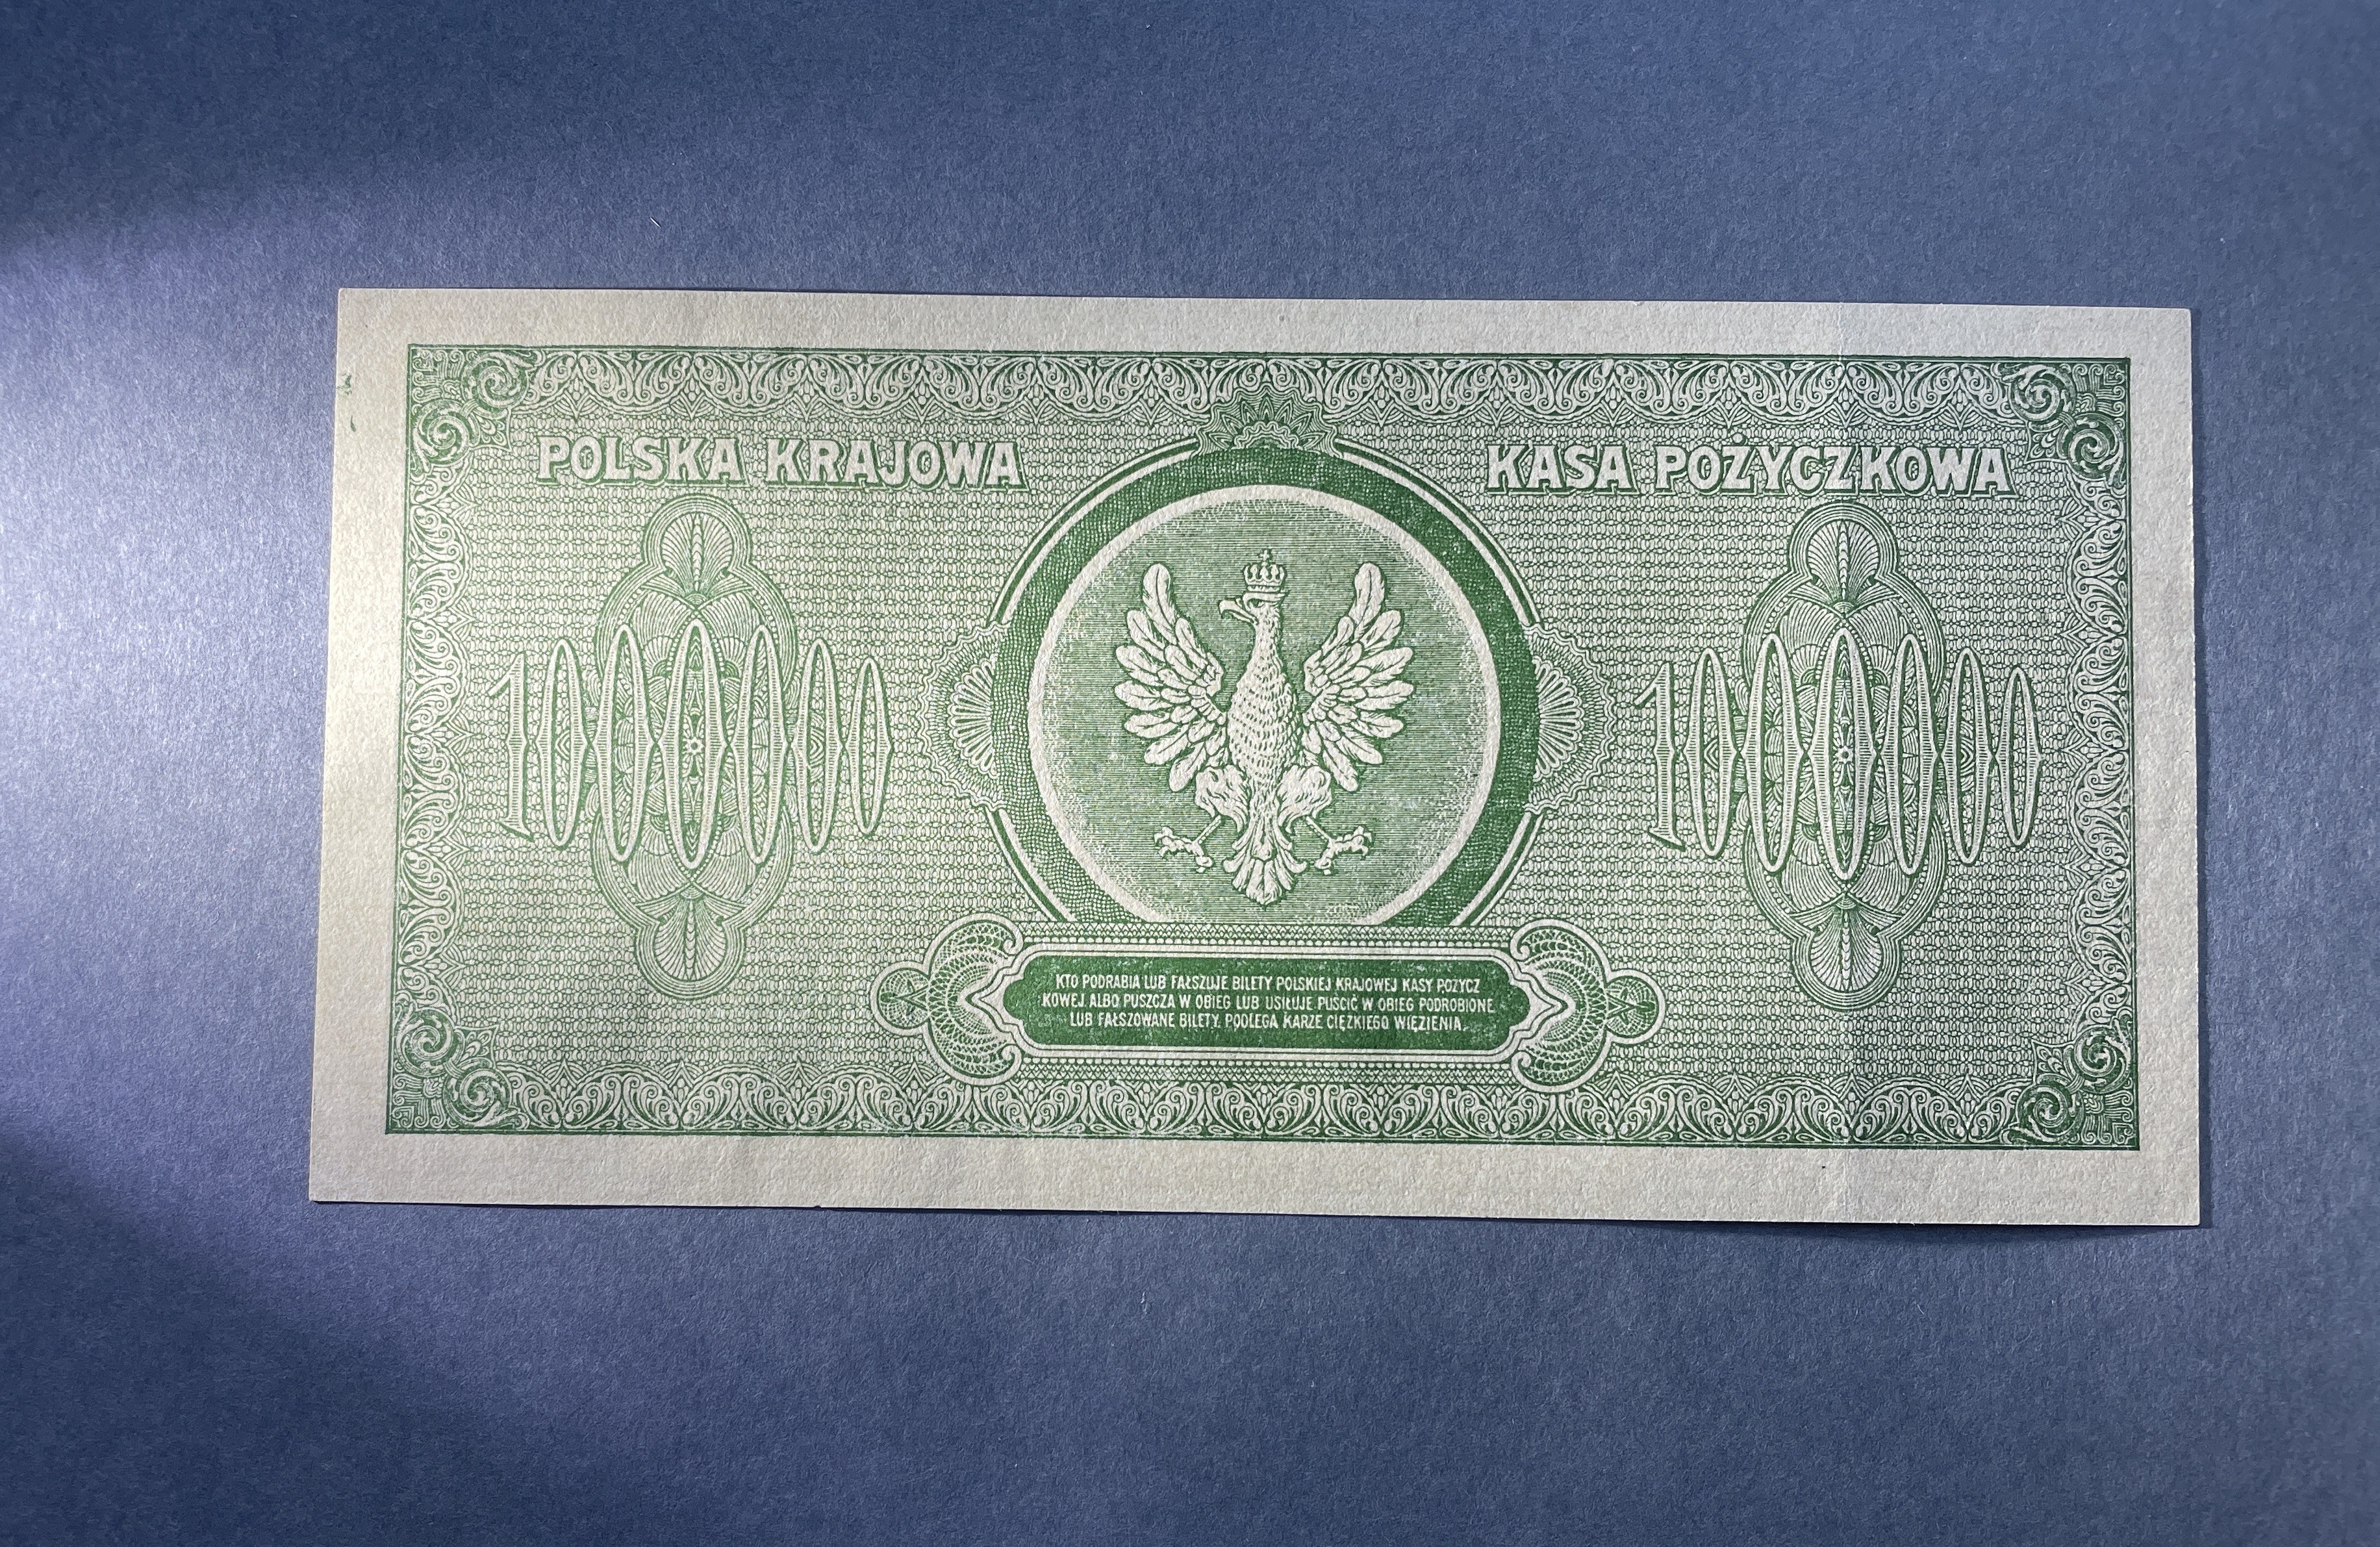 POLSKA KRAJOWA
KASA POŻYCZKOWA
1000000
1000000
KTO PODRABIA LUB FAŁSZUJE BILETY POLSKIEJ KRAJOWEJ KASY POŻYCZ
KOWEJ ALBO PUSZCZA W OBIEG LUB USIŁUJE PUŚCIĆ W OBIEG PODROBIONE
LUB FAŁSZOWANE BILETY, PODLEGA KARZE CIĘŻKIEGO WIĘZIENIA.